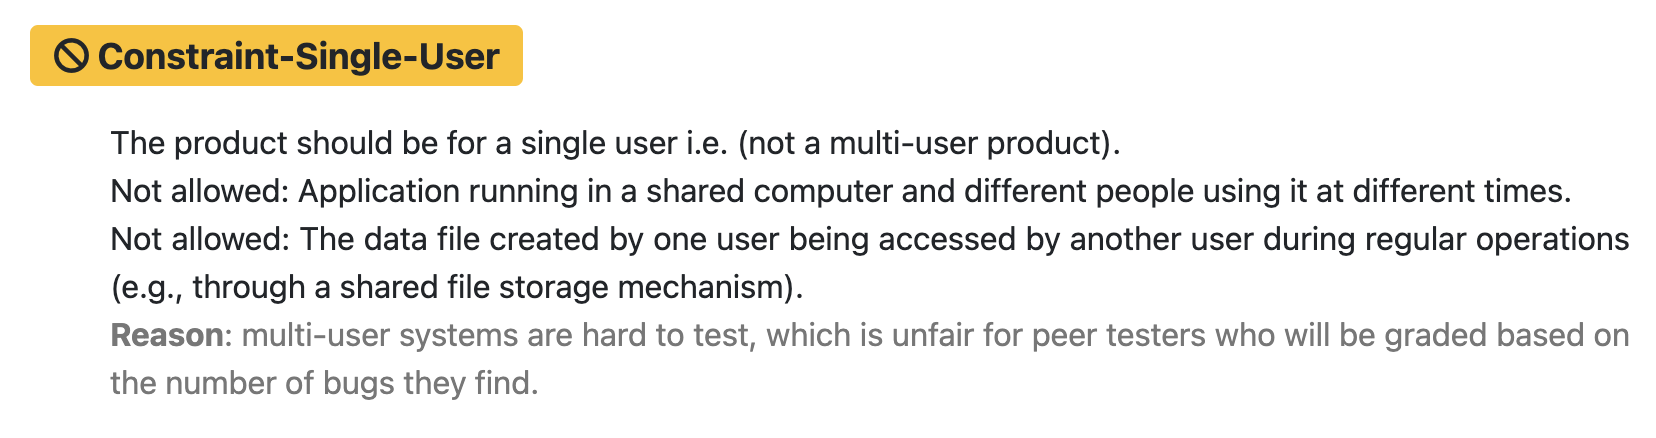 Constraint-Single-User
The product should be for a single user i.e. (not a multi-user product).
Not allowed: Application running in a shared computer and different people using it at different times.
Not allowed: The data file created by one user being accessed by another user during regular operations
(e.g., through a shared file storage mechanism).
Reason: multi-user systems are hard to test, which is unfair for peer testers who will be graded based on
the number of bugs they find.